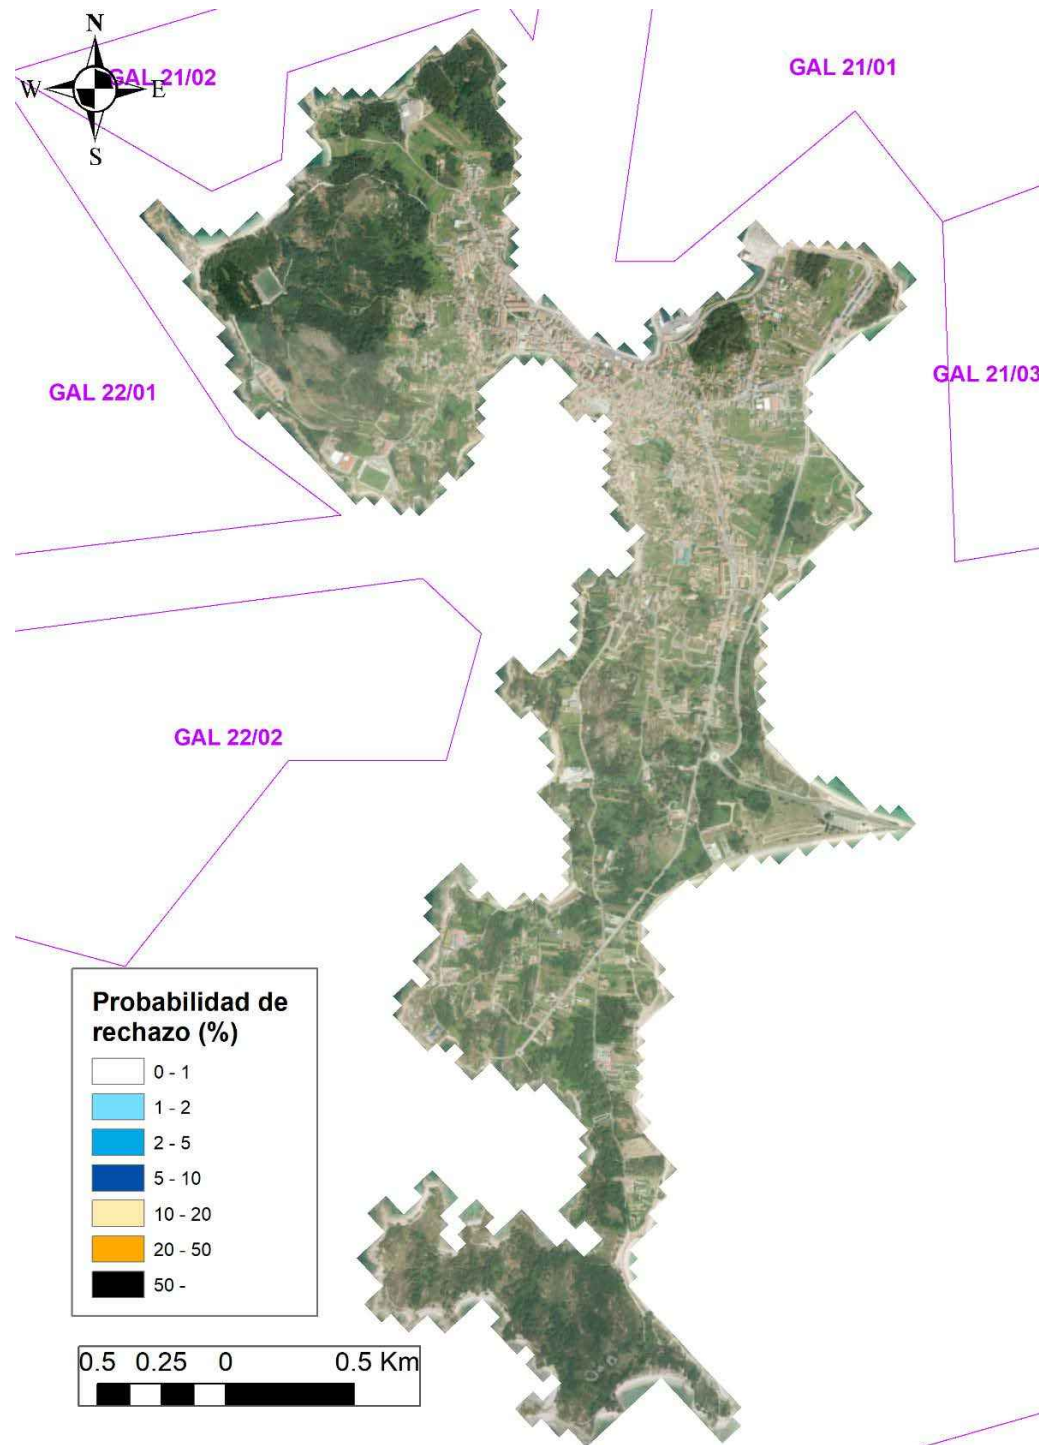 N
GAL 21/02
W
E
S
GAL 21/01
GAL 22/01
GAL 21/03
GAL 22/02
Probabilidad de
rechazo (%)
0 - 1
1 - 2
2 - 5
5 - 10
10 - 20
20 - 50
50 -
0.5 0.25 0 0.5 Km